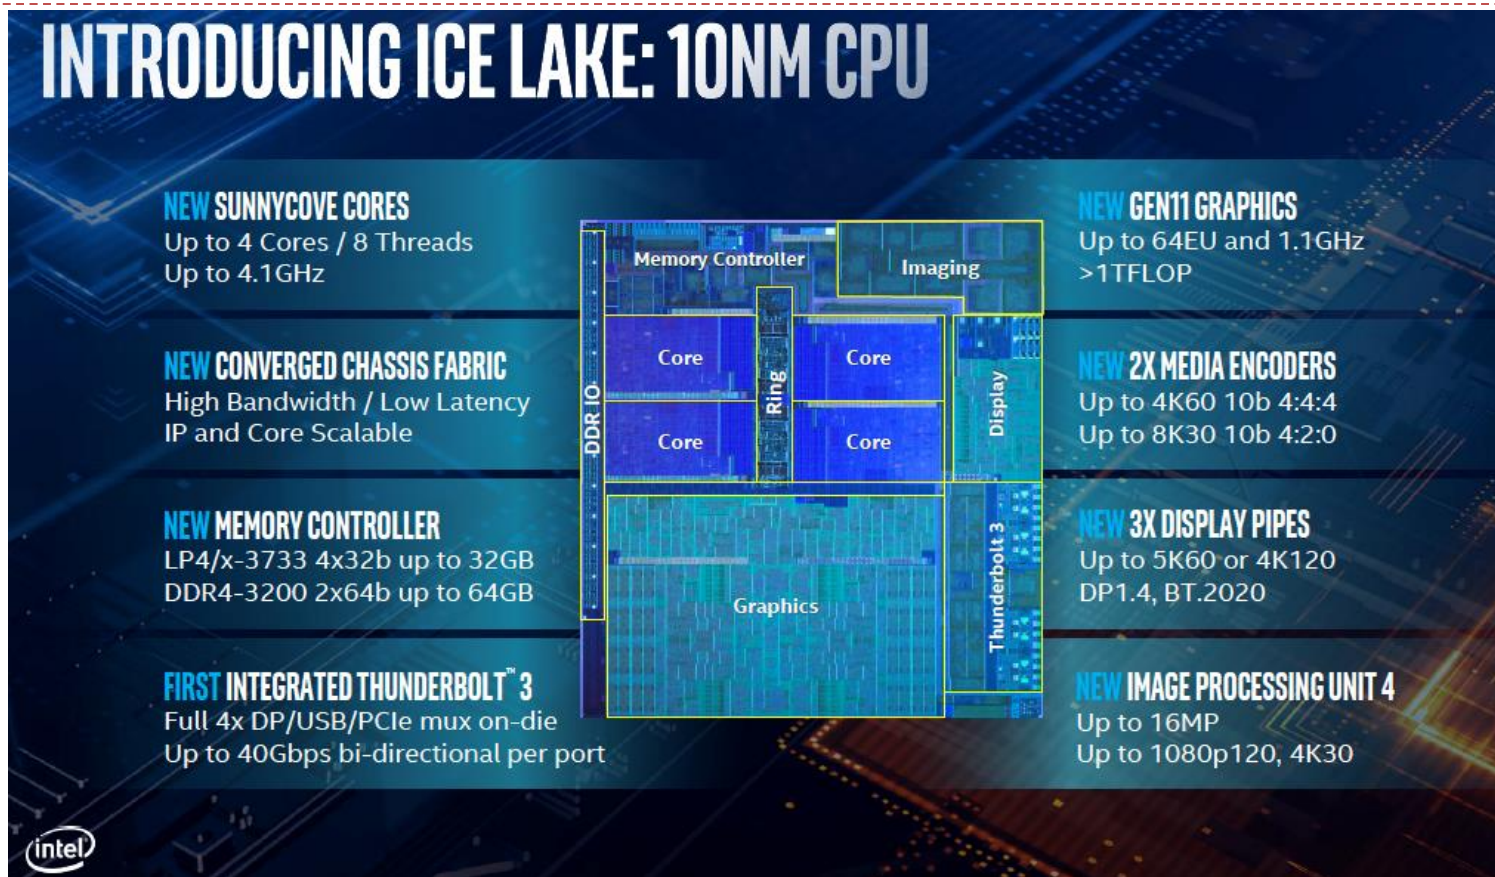 INTRODUCING ICE LAKE: 10NM CPU
NEW SUNNYCOVE CORES
Up to 4 Cores / 8 Threads
Up to 4.1GHz
NEW CONVERGED CHASSIS FABRIC
High Bandwidth / Low Latency
IP and Core Scalable
NEW MEMORY CONTROLLER
LP4/x-3733 4x32b up to 32GB
DDR4-3200 2x64b up to 64GB
FIRST INTEGRATED THUNDERBOLT™ 3
Full 4x DP/USB/PCIe mux on-die
Up to 40Gbps bi-directional per port
Memory Controller
Imaging
DDR IO
Core
Ring
Core
Display
Core
Core
Graphics
Thunderbolt 3
NEW GEN11 GRAPHICS
Up to 64EU and 1.1GHz
>1TFLOP
NEW 2X MEDIA ENCODERS
Up to 4K60 10b 4:4:4
Up to 8K30 10b 4:2:0
NEW 3X DISPLAY PIPES
Up to 5K60 or 4K120
DP1.4, BT.2020
NEW IMAGE PROCESSING UNIT 4
Up to 16MP
Up to 1080p120, 4K30
intel